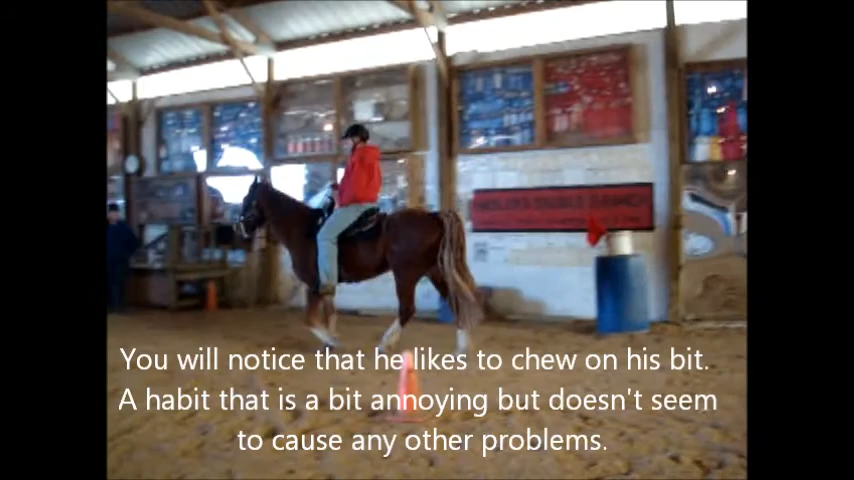 You will notice that he likes to chew on his bit.
A habit that is a bit annoying but doesn't seem
to cause any other problems.